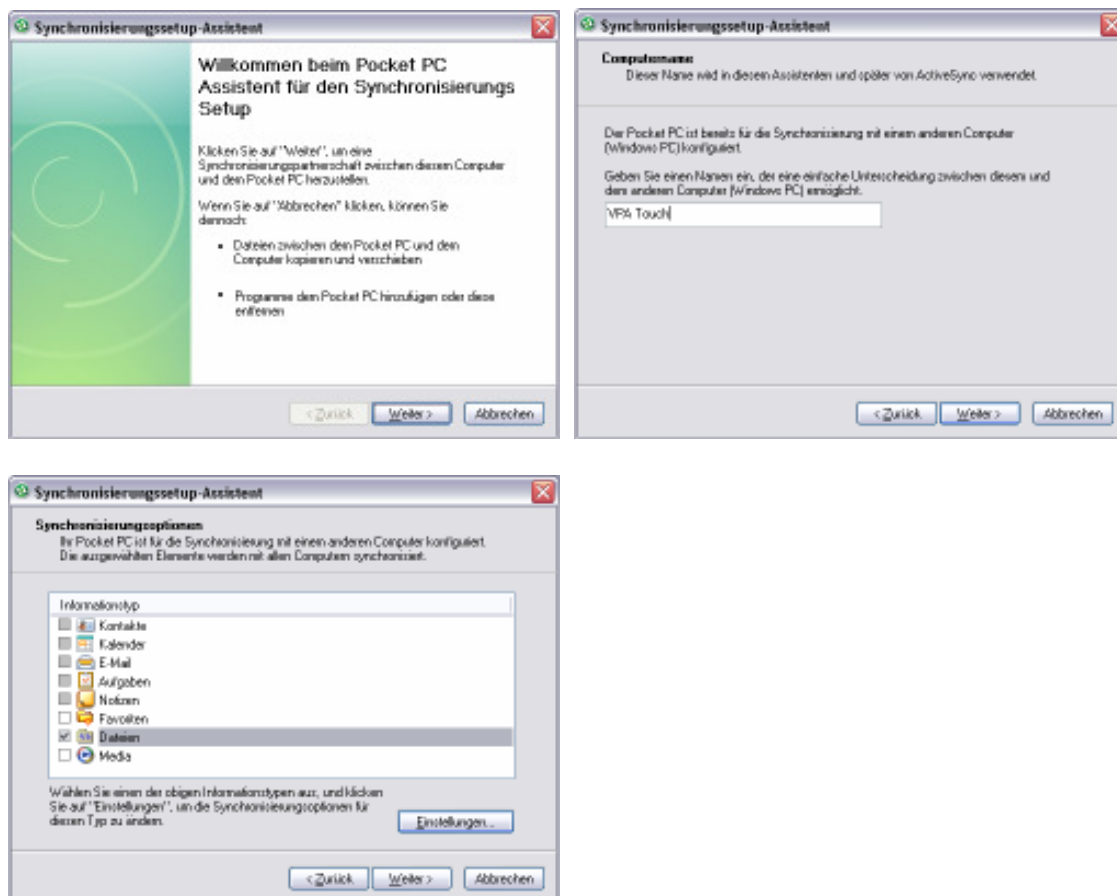 Synchronisierungssetup-Assistent
Willkommen beim Pocket PC
Assistent für den Synchronisierungs
Setup
Klicken Sie auf "Weiter", um eine
Synchronisierungspartnerschaft zwischen diesem Computer
und dem Pocket PC herzustellen.
Wenn Sie auf "Abbrechen" klicken, können Sie
dennoch:
• Dateien zwischen dem Pocket PC und dem
Computer kopieren und verschieben
• Programme dem Pocket PC hinzufügen oder diese
entfernen
< Zurück Weiter > Abbrechen
Synchronisierungssetup-Assistent
Computername
Dieser Name wird in diesem Assistenten und später von ActiveSync verwendet.
Der Pocket PC ist bereits für die Synchronisierung mit einem anderen Computer
(Windows PC) konfiguriert.
Geben Sie einen Namen ein, der eine einfache Unterscheidung zwischen diesem und
dem anderen Computer (Windows PC) ermöglicht.
VPA Touch
< Zurück Weiter > Abbrechen
Synchronisierungssetup-Assistent
Synchronisierungsoptionen
Ihr Pocket PC ist für die Synchronisierung mit einem anderen Computer konfiguriert.
Die ausgewählten Elemente werden mit allen Computern synchronisiert.
Informationstyp
Kontakte
Kalender
E-Mail
Aufgaben
Notizen
Favoriten
Dateien
Media
Wählen Sie einen der obigen Informationstypen aus, und klicken
Sie auf "Einstellungen", um die Synchronisierungsoptionen für
diesen Typ zu ändern.
Einstellungen...
< Zurück Weiter > Abbrechen